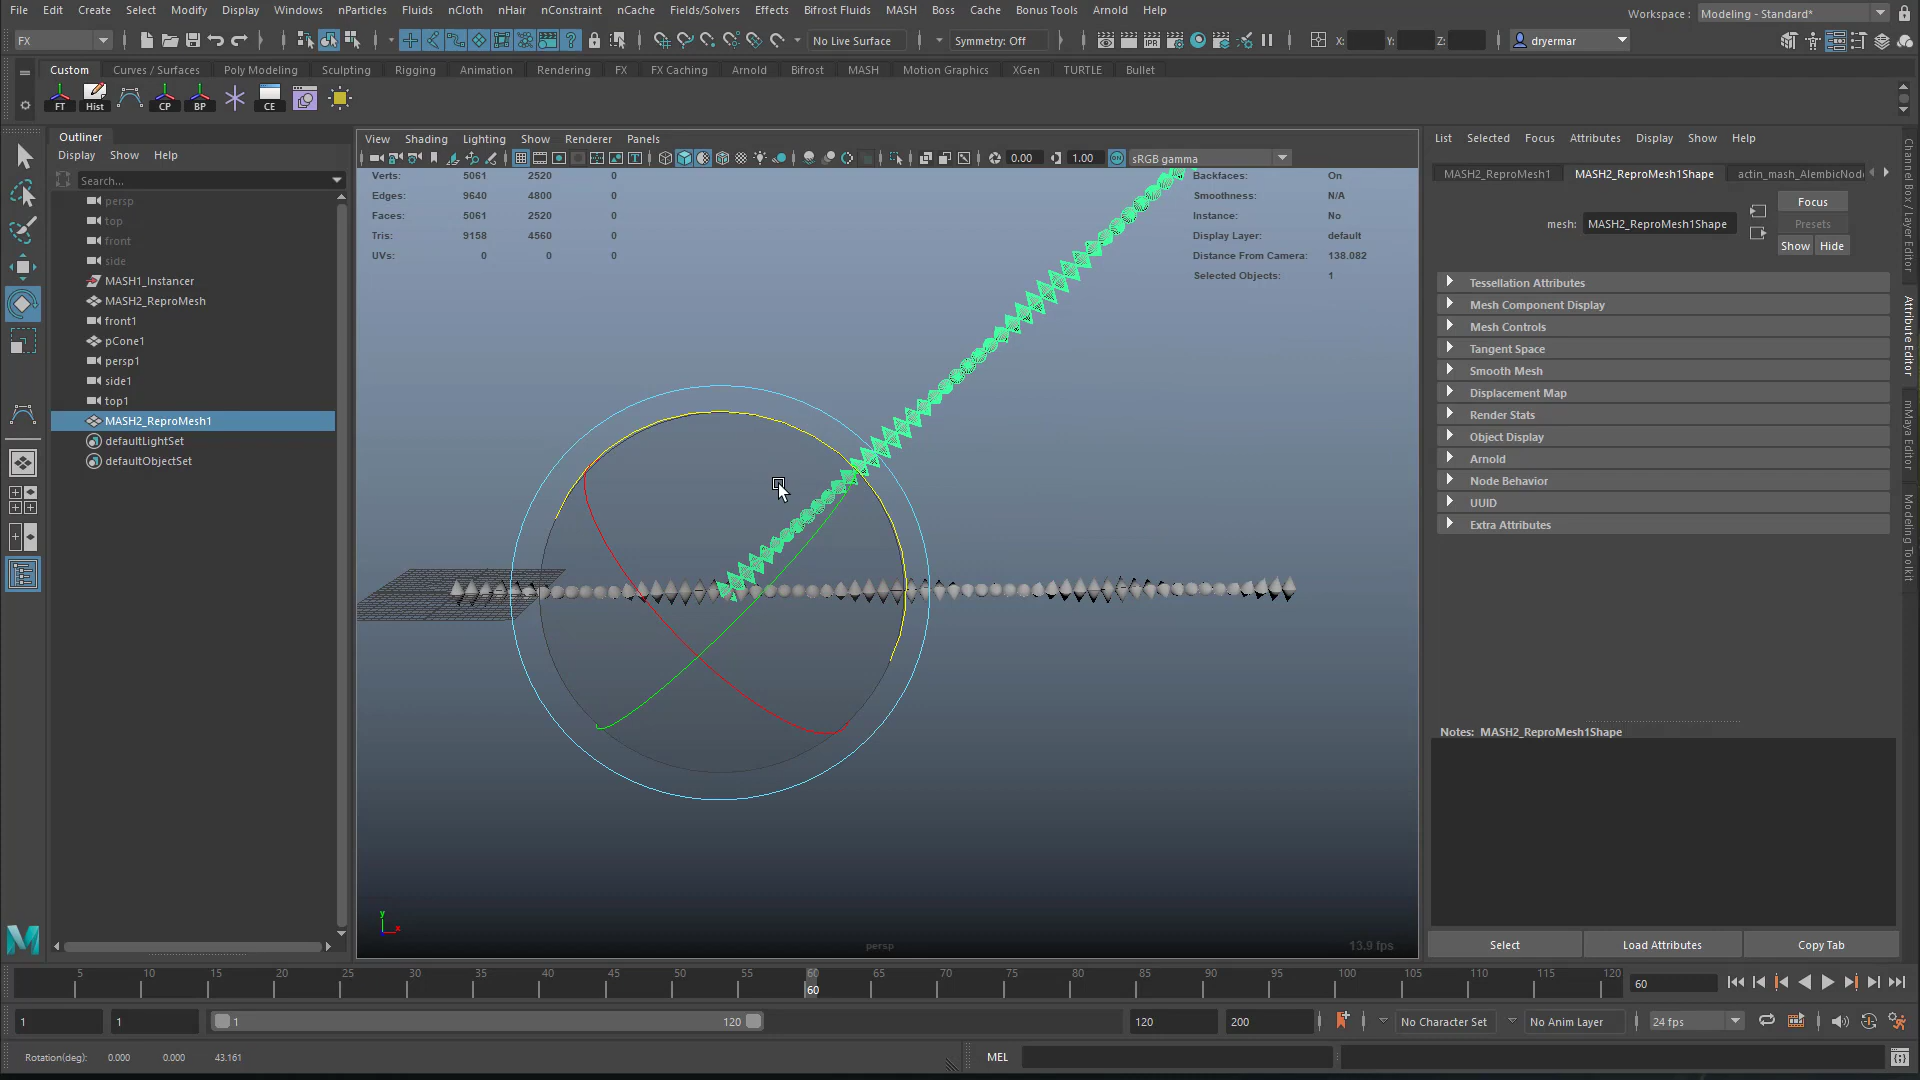 File Edit Create Select Modify Display Windows nParticles Fluids nCloth nHair nConstraint nCache Fields/Solvers Effects Bifrost Fluids MASH Boss Cache Bonus Tools Arnold Help
Workspace : Modeling - Standard*
FX No Live Surface Symmetry: Off X: Y: Z: dryermar
Custom Curves / Surfaces Poly Modeling Sculpting Rigging Animation Rendering FX FX Caching Arnold Bifrost MASH Motion Graphics XGen TURTLE Bullet
FT Hist CP BP CE
Outliner
Display Show Help
Search...
persp
top
front
side
MASH1_Instancer
MASH2_ReproMesh
front1
pCone1
persp1
side1
top1
MASH2_ReproMesh1
defaultLightSet
defaultObjectSet
View Shading Lighting Show Renderer Panels
0.00 1.00 ON sRGB gamma
Verts: 5061 2520 0
Edges: 9640 4800 0
Faces: 5061 2520 0
Tris: 9158 4560 0
UVs: 0 0 0
Backfaces: On
Smoothness: N/A
Instance: No
Display Layer: default
Distance From Camera: 138.082
Selected Objects: 1
y
x
persp
13.9 fps
List Selected Focus Attributes Display Show Help
MASH2_ReproMesh1 MASH2_ReproMesh1Shape actin_mash_AlembicNod
mesh: MASH2_ReproMesh1Shape
Focus
Presets
Show Hide
Tessellation Attributes
Mesh Component Display
Mesh Controls
Tangent Space
Smooth Mesh
Displacement Map
Render Stats
Object Display
Arnold
Node Behavior
UUID
Extra Attributes
Notes: MASH2_ReproMesh1Shape
Select Load Attributes Copy Tab
Channel Box / Layer Editor
Attribute Editor
mMaya Editor
Modeling Toolkit
5 10 15 20 25 30 35 40 45 50 55 60 65 70 75 80 85 90 95 100 105 110 115 120
60
60
1 1 1 120 120 200 No Character Set No Anim Layer 24 fps
Rotation(deg): 0.000 0.000 43.161
MEL